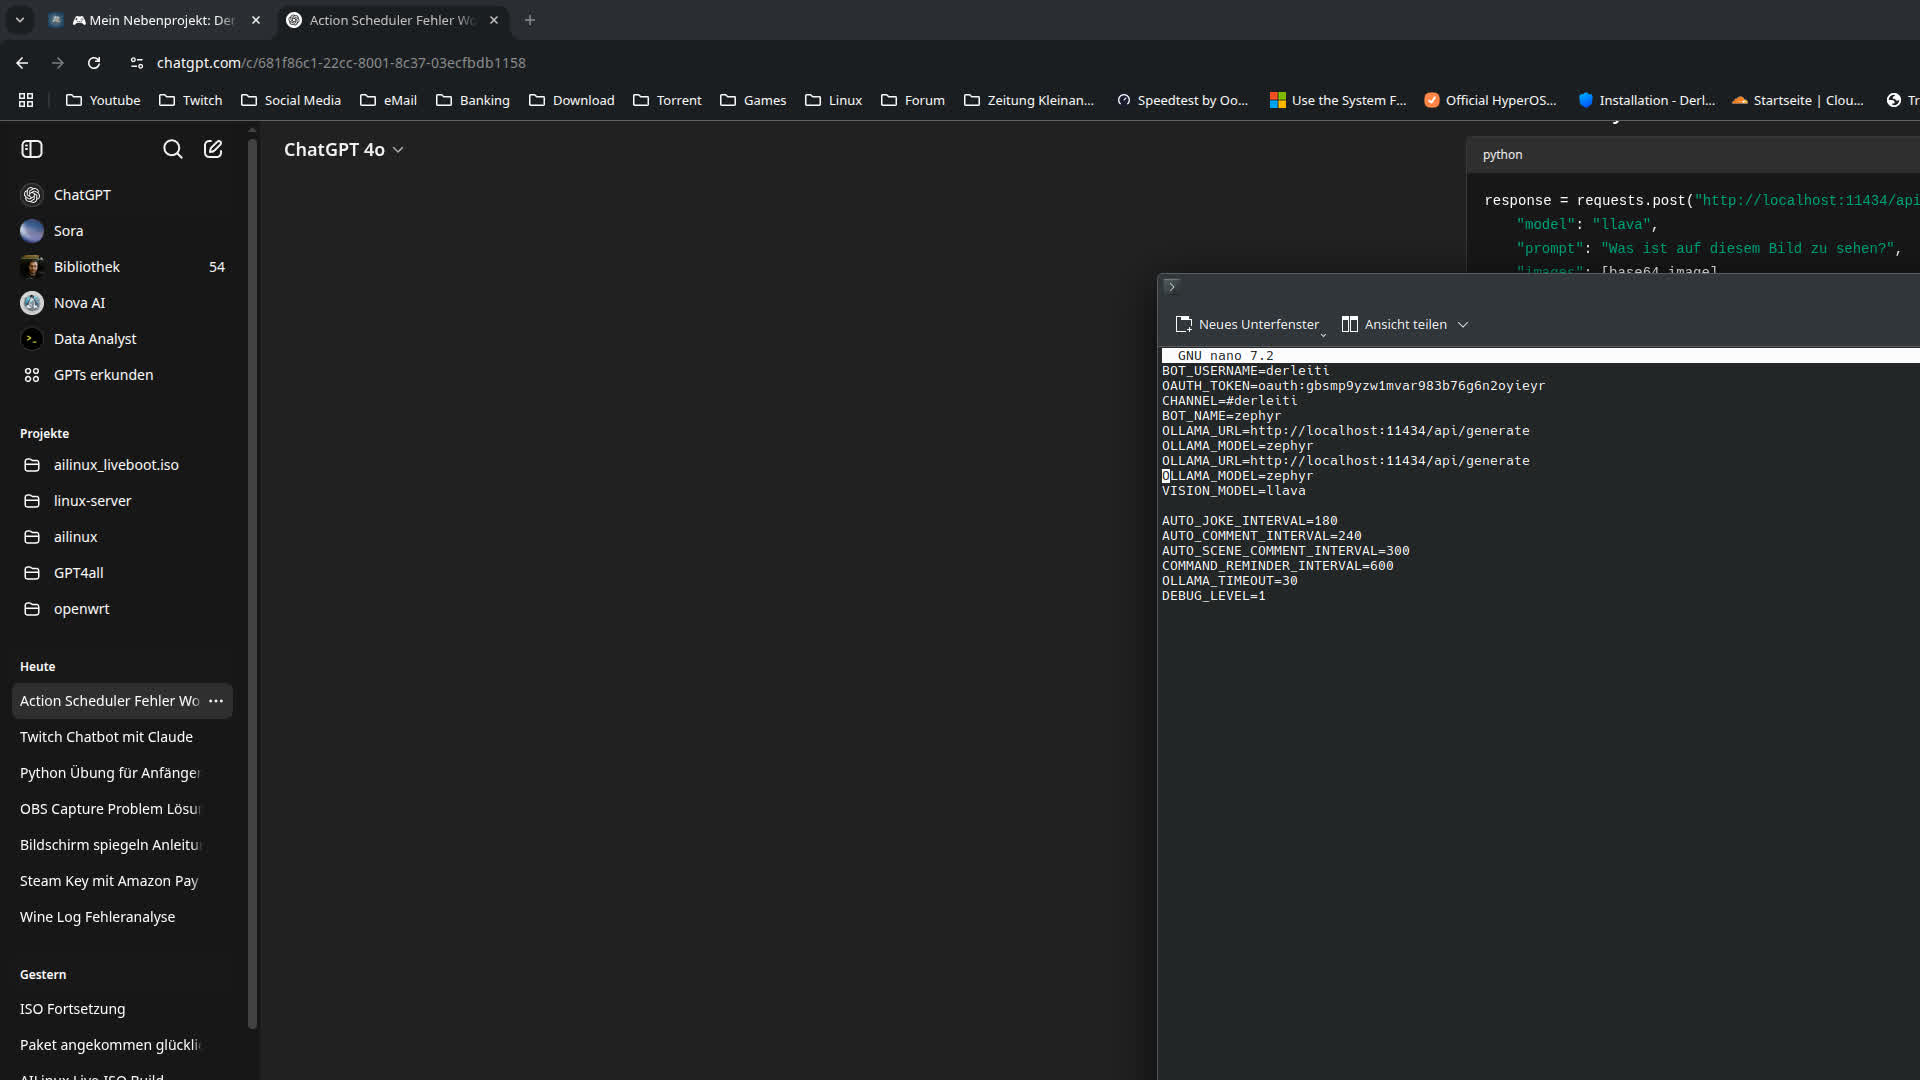 🎮 Mein Nebenprojekt: Der
Action Scheduler Fehler Wo
chatgpt.com/c/681f86c1-22cc-8001-8c37-03ecfbdb1158
Youtube
Twitch
Social Media
eMail
Banking
Download
Torrent
Games
Linux
Forum
Zeitung Kleinan...
Speedtest by Oo...
Use the System F...
Official HyperOS...
Installation - Derl...
Startseite | Clou...
Tr
ChatGPT 4o
ChatGPT
Sora
Bibliothek 54
Nova AI
Data Analyst
GPTs erkunden
Projekte
ailinux_liveboot.iso
linux-server
ailinux
GPT4all
openwrt
Heute
Action Scheduler Fehler Wo
Twitch Chatbot mit Claude
Python Übung für Anfänger
OBS Capture Problem Lösu
Bildschirm spiegeln Anleitu
Steam Key mit Amazon Pay
Wine Log Fehleranalyse
Gestern
ISO Fortsetzung
Paket angekommen glückli
AILinux Live ISO Build
python
response = requests.post("http://localhost:11434/api
"model": "llava",
"prompt": "Was ist auf diesem Bild zu sehen?",
"images": [base64_image]
Neues Unterfenster
Ansicht teilen
GNU nano 7.2
BOT_USERNAME=derleiti
OAUTH_TOKEN=oauth:gbsmp9yzw1mvar983b76g6n2oyieyr
CHANNEL=#derleiti
BOT_NAME=zephyr
OLLAMA_URL=http://localhost:11434/api/generate
OLLAMA_MODEL=zephyr
OLLAMA_URL=http://localhost:11434/api/generate
OLLAMA_MODEL=zephyr
VISION_MODEL=llava
AUTO_JOKE_INTERVAL=180
AUTO_COMMENT_INTERVAL=240
AUTO_SCENE_COMMENT_INTERVAL=300
COMMAND_REMINDER_INTERVAL=600
OLLAMA_TIMEOUT=30
DEBUG_LEVEL=1